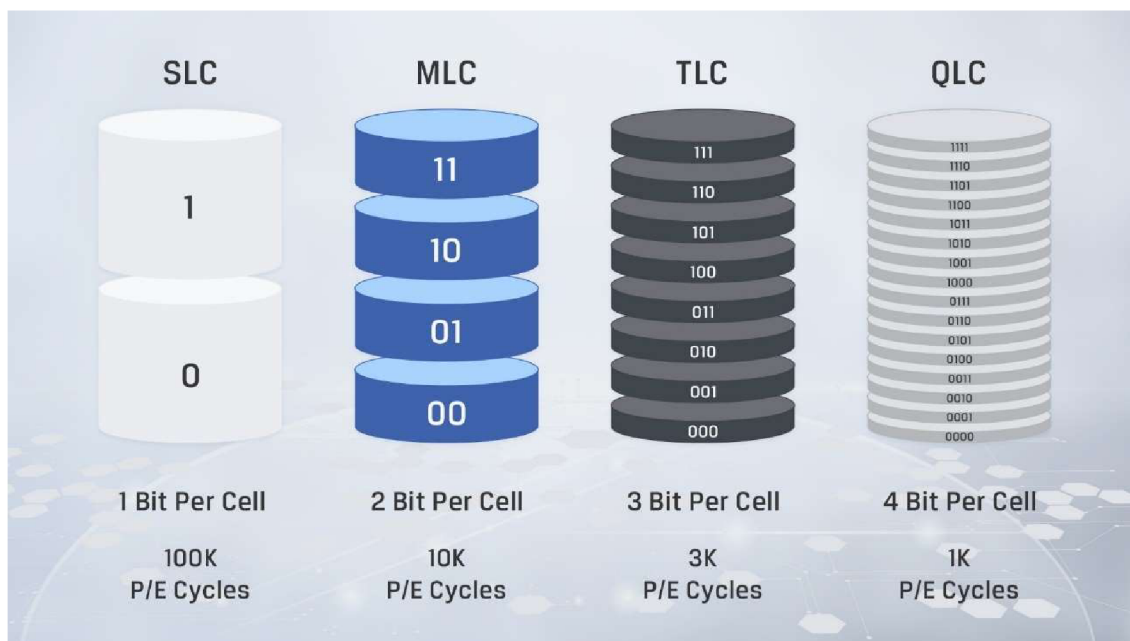 SLC
1
0
1 Bit Per Cell
100K
P/E Cycles
MLC
11
10
01
00
2 Bit Per Cell
10K
P/E Cycles
TLC
111
110
101
100
011
010
001
000
3 Bit Per Cell
3K
P/E Cycles
QLC
1111
1110
1101
1100
1011
1010
1001
1000
0111
0110
0101
0100
0011
0010
0001
0000
4 Bit Per Cell
1K
P/E Cycles